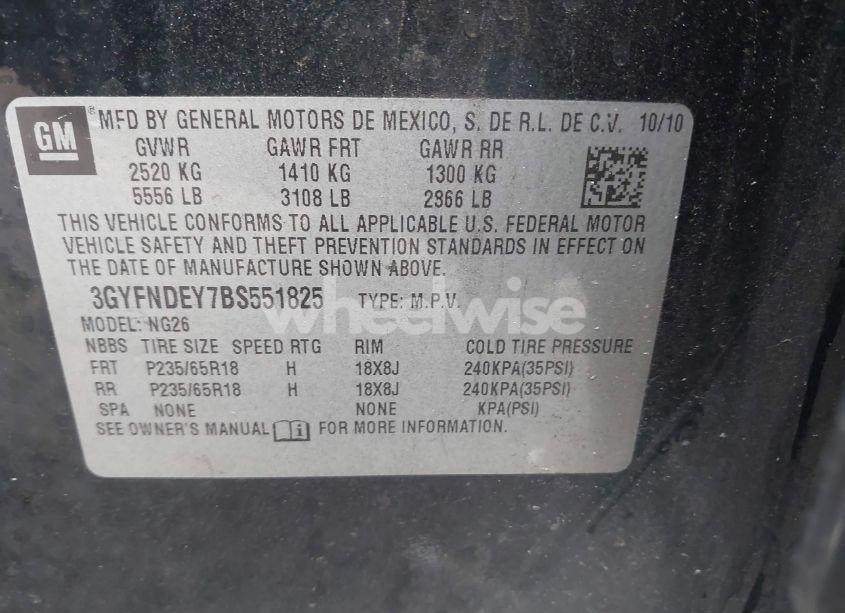 GM
® MFD BY GENERAL MOTORS DE MEXICO, S. DE R.L. DE C.V. 10/10
GVWR GAWR FRT GAWR RR
2520 KG 1410 KG 1300 KG
5556 LB 3108 LB 2866 LB
THIS VEHICLE CONFORMS TO ALL APPLICABLE U.S. FEDERAL MOTOR
VEHICLE SAFETY AND THEFT PREVENTION STANDARDS IN EFFECT ON
THE DATE OF MANUFACTURE SHOWN ABOVE.
3GYFNDEY7BS551825 TYPE: M.P.V.
wheelwise
MODEL: NG26
NBBS TIRE SIZE SPEED RTG RIM COLD TIRE PRESSURE
FRT P235/65R18 H 18X8J 240KPA(35PSI)
RR P235/65R18 H 18X8J 240KPA(35PSI)
SPA NONE NONE KPA(PSI)
SEE OWNER'S MANUAL i FOR MORE INFORMATION.